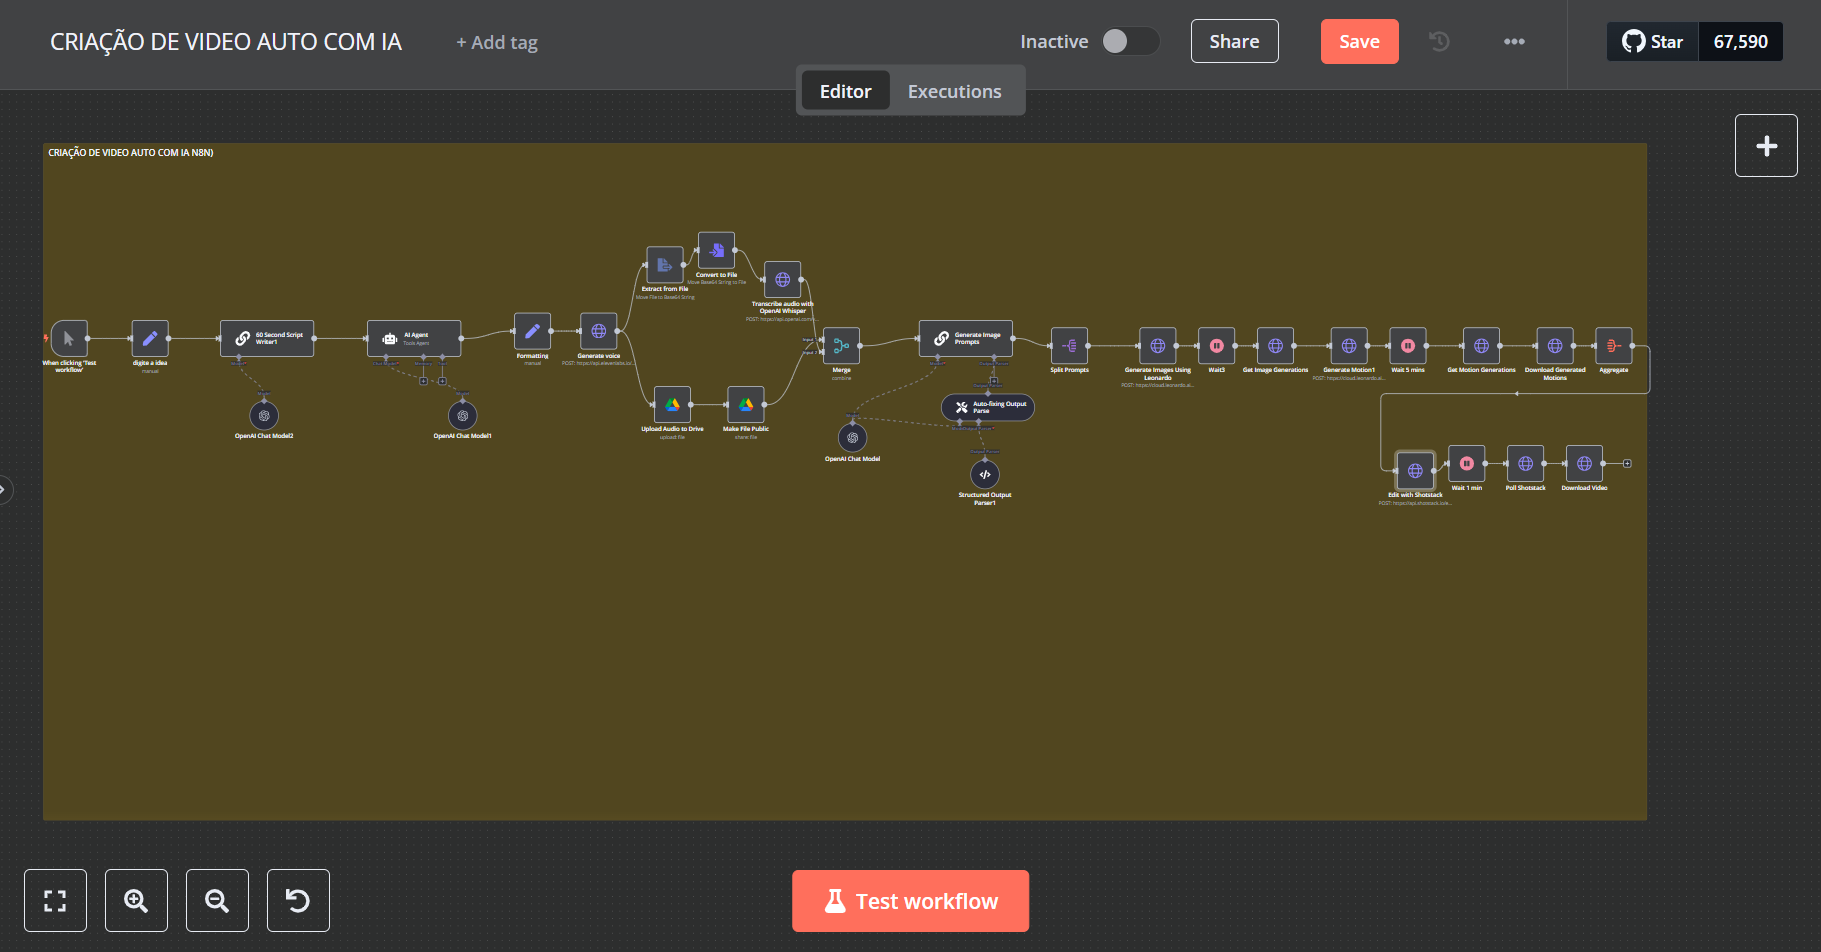 CRIAÇÃO DE VIDEO AUTO COM IA
+ Add tag
Inactive
Share
Save
Star
67,590
Editor
Executions
CRIAÇÃO DE VIDEO AUTO COM IA N8N)
When clicking 'Test
workflow'
digite a idea
manual
60 Second Script
Writer1
OpenAI Chat Model2
AI Agent
Tools Agent
OpenAI Chat Model1
Formatting
manual
Generate voice
POST: https://api.elevenlabs.io/...
Extract from File
Move File to Base64 String
Convert to File
Move Base64 String to File
Transcribe audio with
OpenAI Whisper
POST: https://api.openai.com/...
Upload Audio to Drive
upload: file
Make File Public
share: file
Merge
combine
Generate Image
Prompts
OpenAI Chat Model
Auto-fixing Output
Parse
Structured Output
Parser1
Split Prompts
Generate Images Using
Leonardo
POST: https://cloud.leonardo.ai...
Wait3
Get Image Generations
Generate Motion1
POST: https://cloud.leonardo.ai...
Wait 5 mins
Get Motion Generations
Download Generated
Motions
Aggregate
Edit with Shotstack
POST: https://api.shotstack.io/e...
Wait 1 min
Poll Shotstack
Download Video
Test workflow